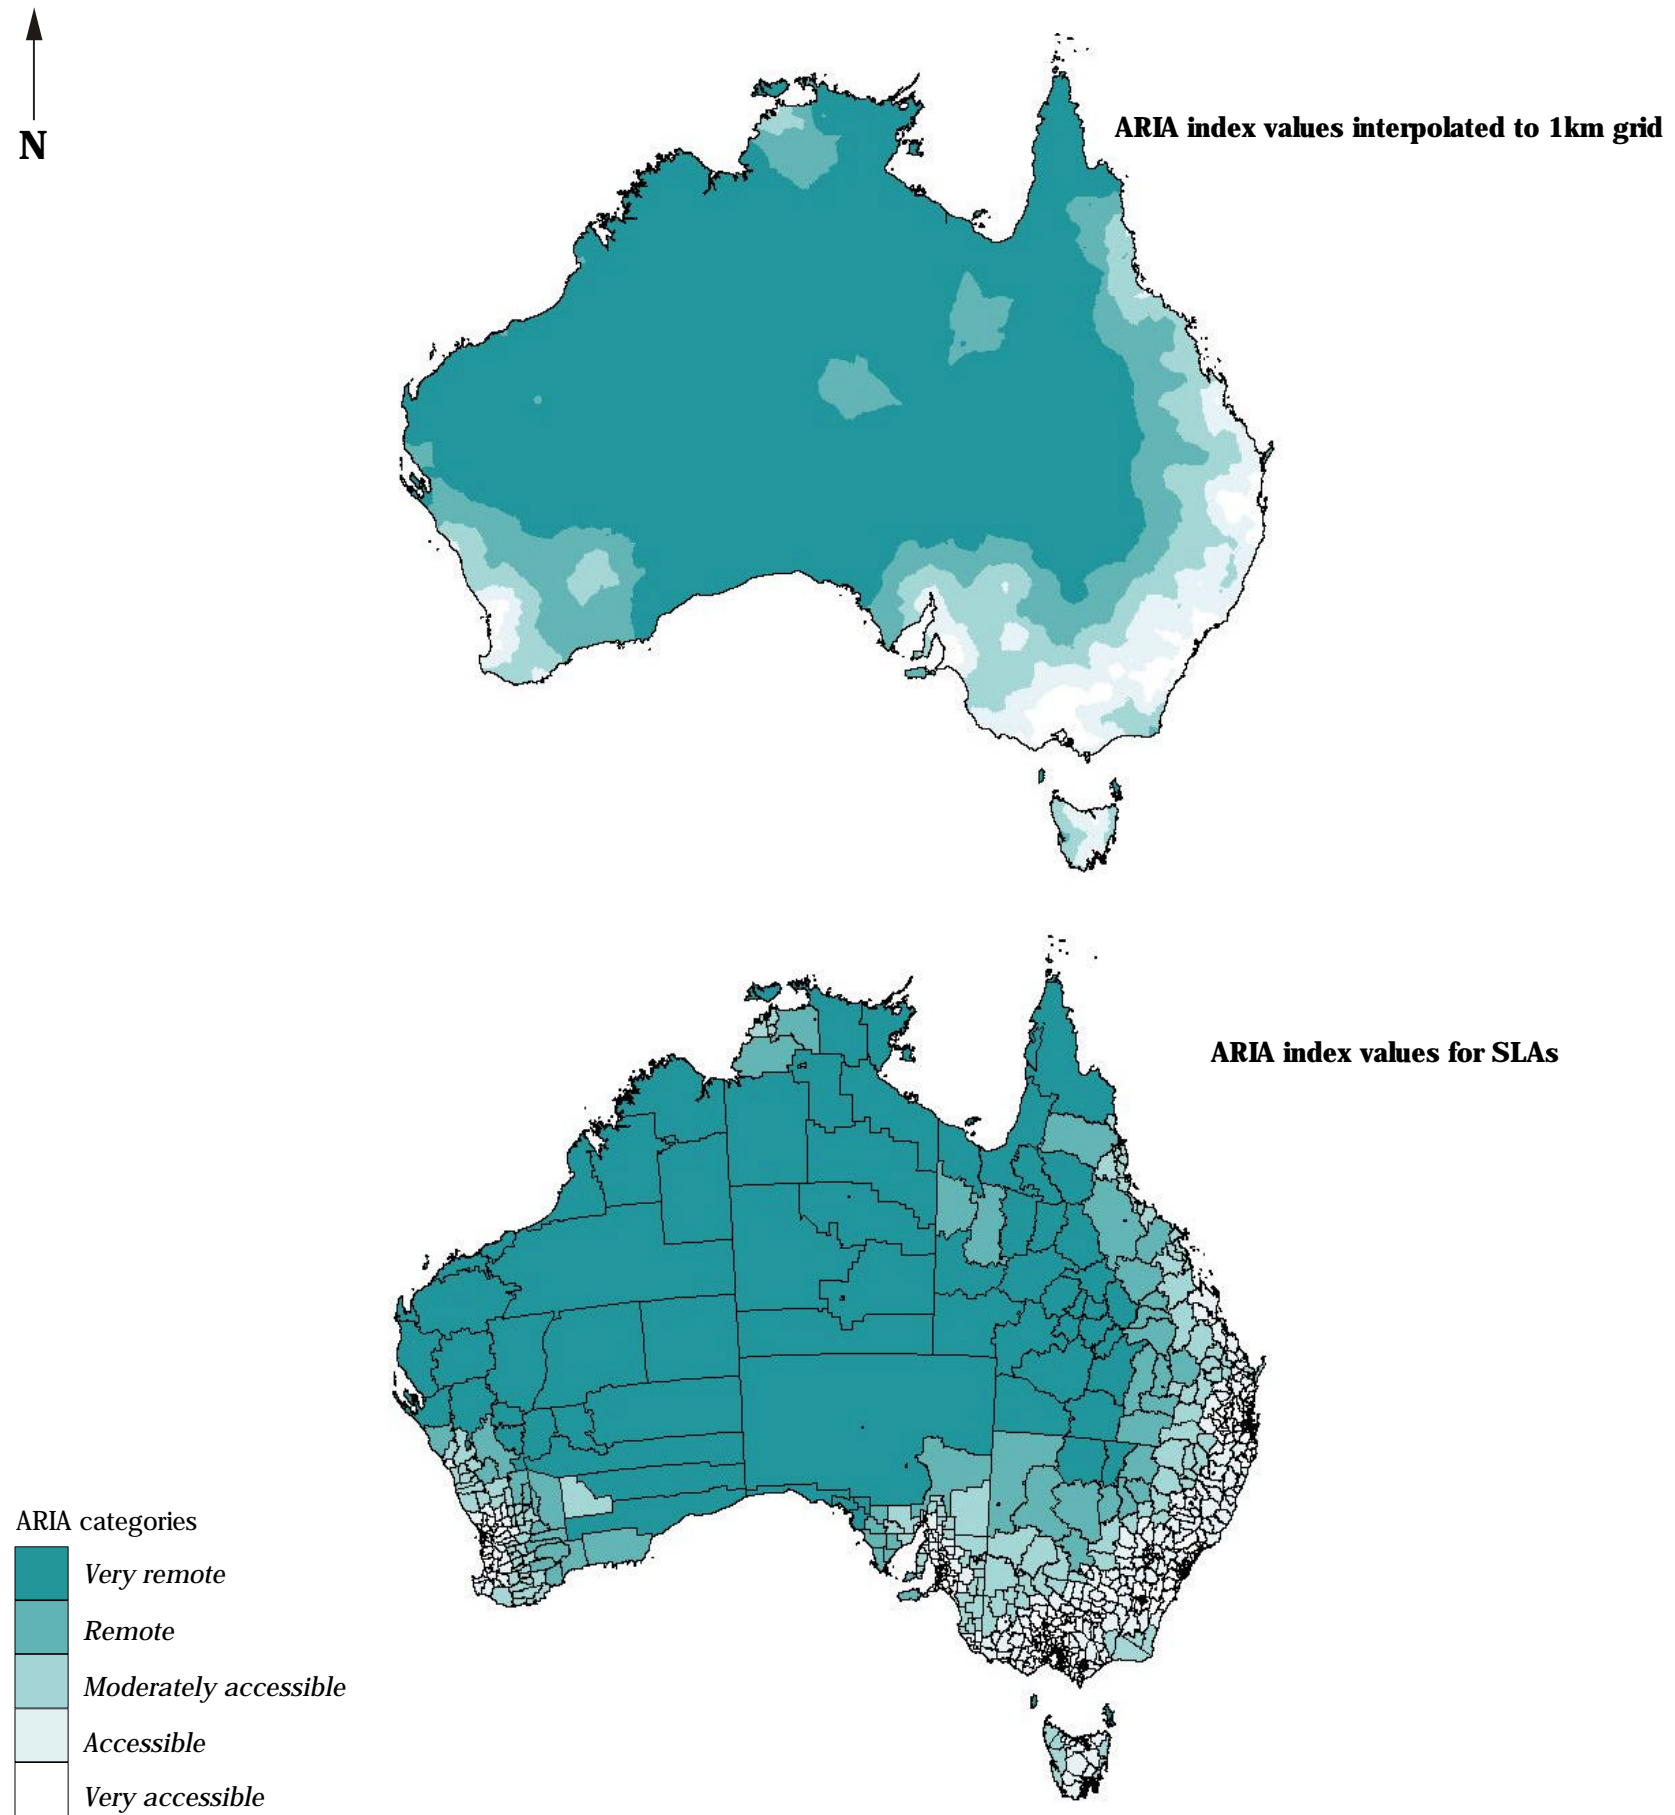 N
ARIA index values interpolated to 1km grid
ARIA index values for SLAs
ARIA categories
Very remote
Remote
Moderately accessible
Accessible
Very accessible